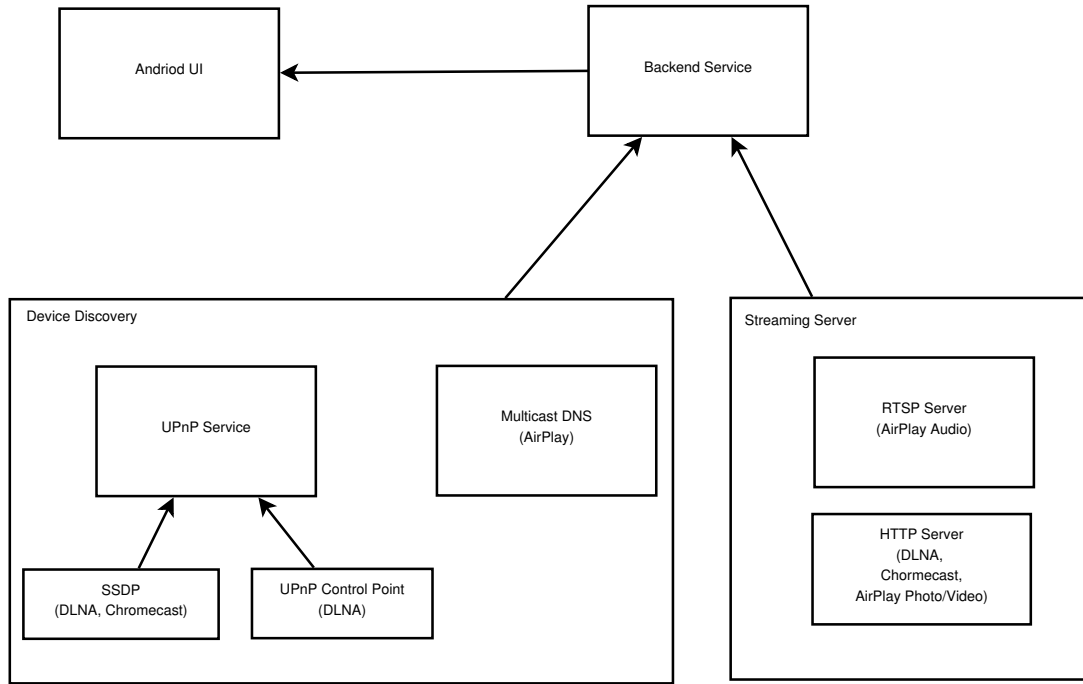 Andriod UI
Backend Service
Device Discovery
UPnP Service
Multicast DNS
(AirPlay)
SSDP
(DLNA, Chromecast)
UPnP Control Point
(DLNA)
Streaming Server
RTSP Server
(AirPlay Audio)
HTTP Server
(DLNA,
Chormecast,
AirPlay Photo/Video)